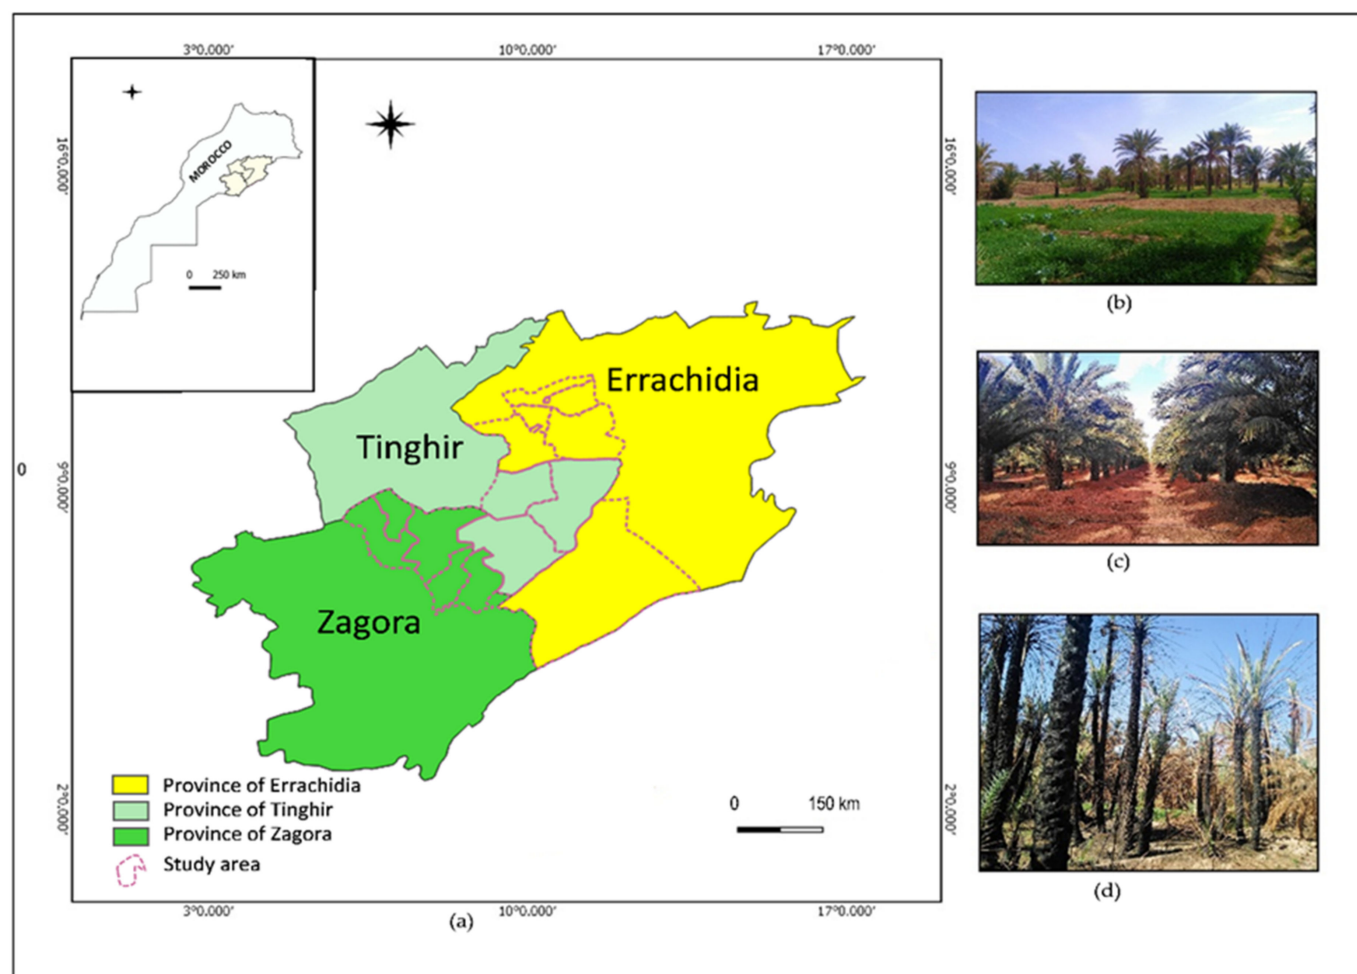 3°0.000'
10°0.000'
17°0.000'
16°0.000'
16°0.000'
MOROCCO
0 250 km
(b)
Errachidia
Tinghir
0
9°0.000'
9°0.000'
(c)
Zagora
Province of Errachidia
Province of Tinghir
Province of Zagora
Study area
0 150 km
2°0.000'
2°0.000'
(d)
3°0.000'
10°0.000'
17°0.000'
(a)